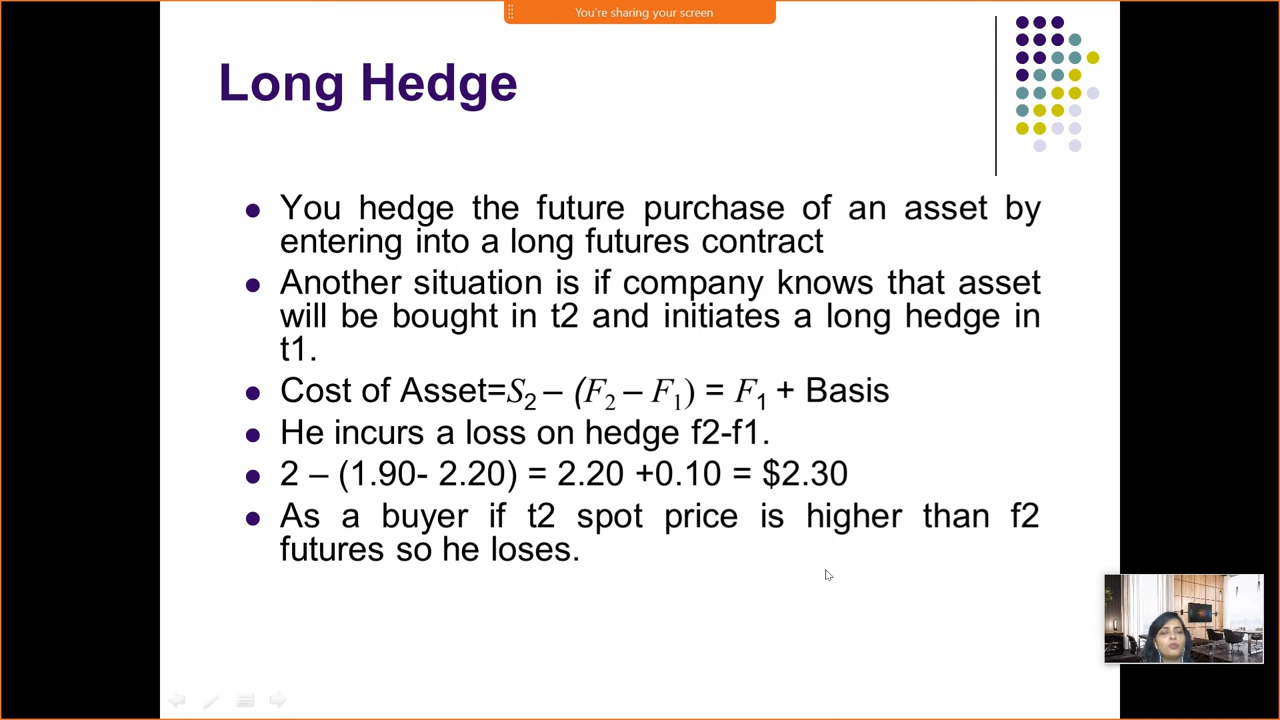 You're sharing your screen
Long Hedge
● You hedge the future purchase of an asset by
entering into a long futures contract
● Another situation is if company knows that asset
will be bought in t2 and initiates a long hedge in
t1.
● Cost of Asset=S2 – (F2 – F1) = F1 + Basis
● He incurs a loss on hedge f2-f1.
● 2 – (1.90- 2.20) = 2.20 +0.10 = $2.30
● As a buyer if t2 spot price is higher than f2
futures so he loses.